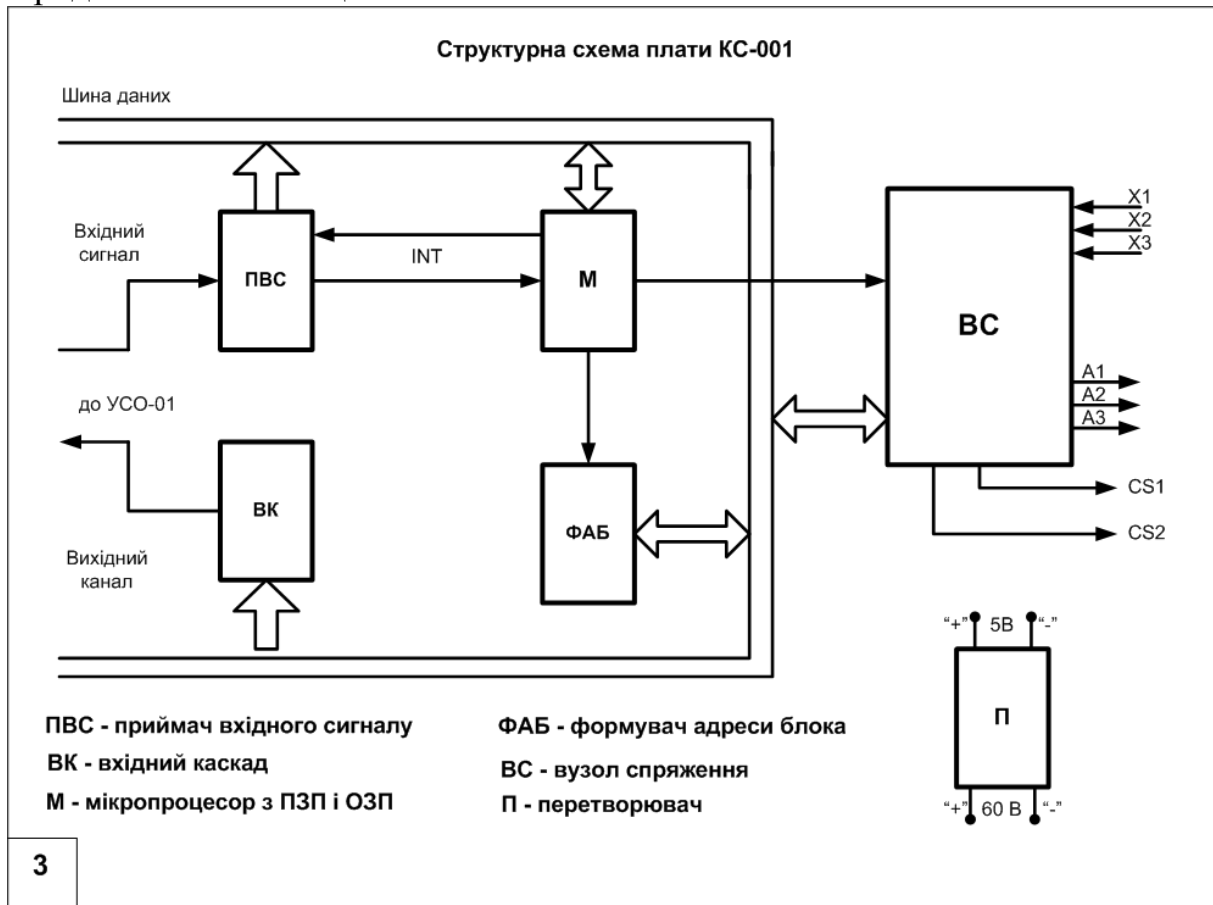 Структурна схема плати КС-001
Шина даних
Вхідний
сигнал
ПВС
INT
М
ВС
X1
X2
X3
A1
A2
A3
CS1
CS2
до УСО-01
ВК
ФАБ
Вихідний
канал
“+” 5В “-”
П
“+” 60 В “-”
ПВС - приймач вхідного сигналу
ВК - вхідний каскад
М - мікропроцесор з ПЗП і ОЗП
ФАБ - формувач адреси блока
ВС - вузол спряження
П - перетворювач
3